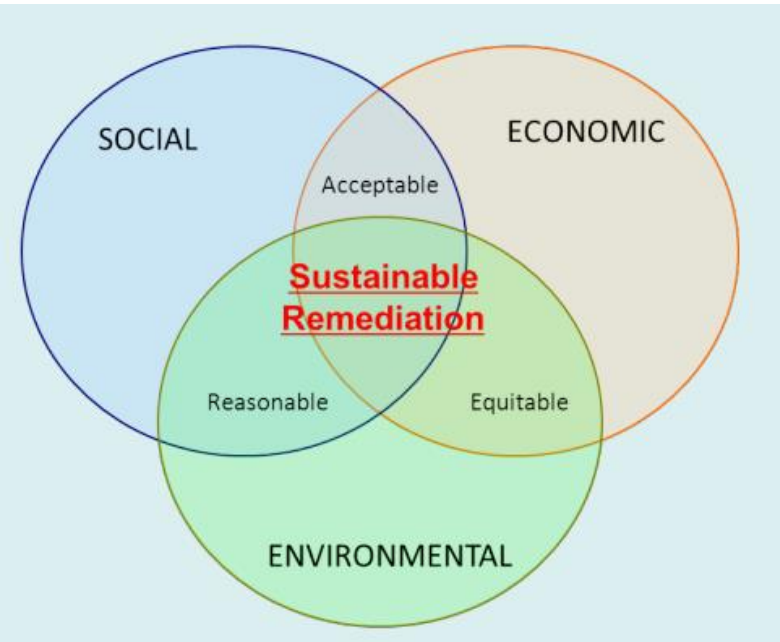 SOCIAL
ECONOMIC
Acceptable
Sustainable
Remediation
Reasonable
Equitable
ENVIRONMENTAL